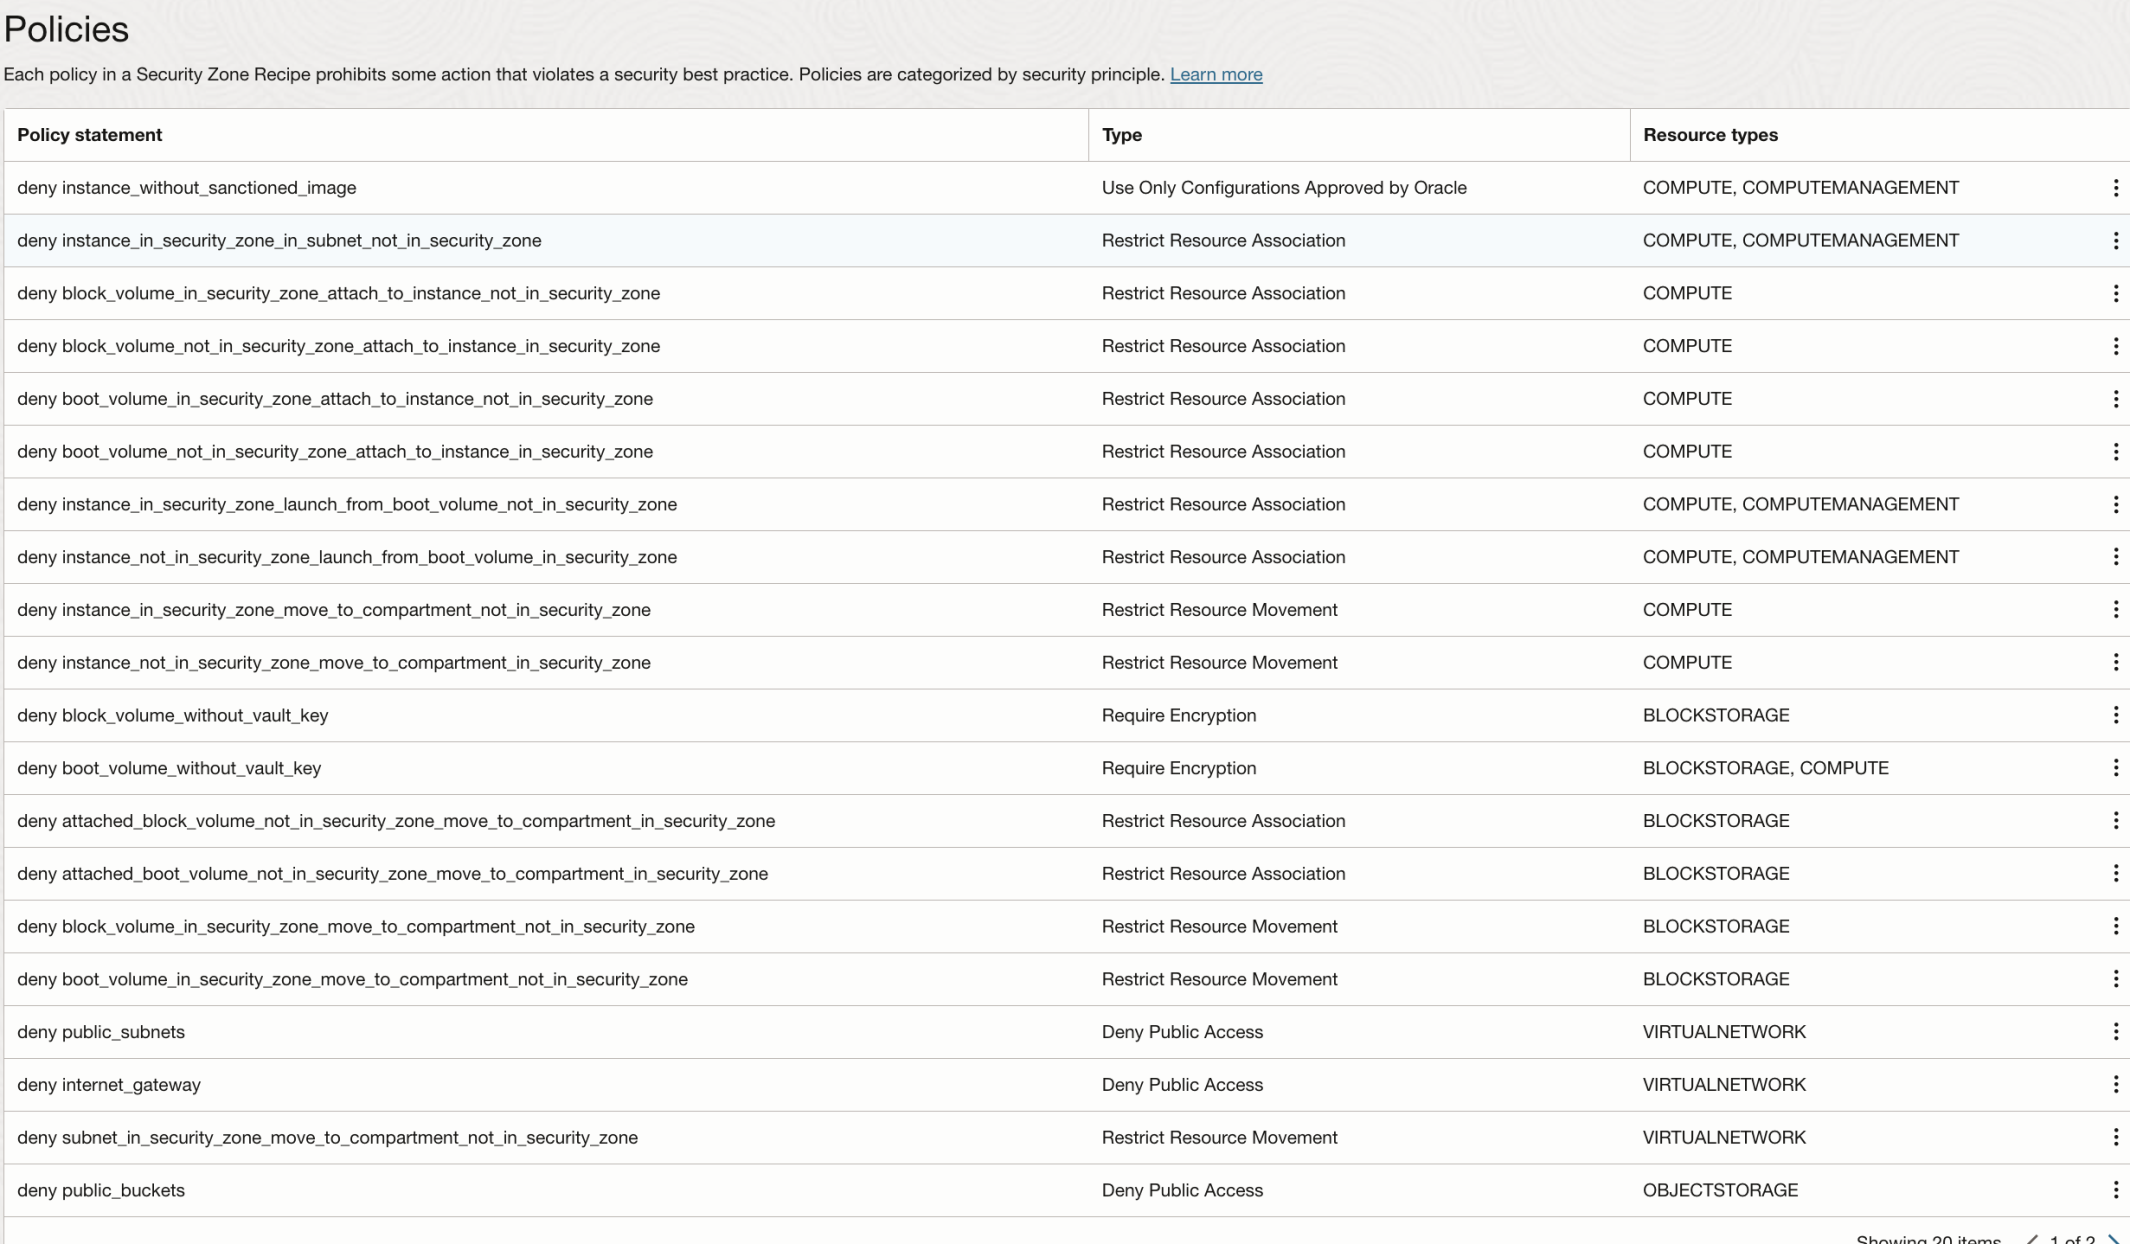 Policies
Each policy in a Security Zone Recipe prohibits some action that violates a security best practice. Policies are categorized by security principle. Learn more
Policy statement Type Resource types
deny instance_without_sanctioned_image Use Only Configurations Approved by Oracle COMPUTE, COMPUTEMANAGEMENT
deny instance_in_security_zone_in_subnet_not_in_security_zone Restrict Resource Association COMPUTE, COMPUTEMANAGEMENT
deny block_volume_in_security_zone_attach_to_instance_not_in_security_zone Restrict Resource Association COMPUTE
deny block_volume_not_in_security_zone_attach_to_instance_in_security_zone Restrict Resource Association COMPUTE
deny boot_volume_in_security_zone_attach_to_instance_not_in_security_zone Restrict Resource Association COMPUTE
deny boot_volume_not_in_security_zone_attach_to_instance_in_security_zone Restrict Resource Association COMPUTE
deny instance_in_security_zone_launch_from_boot_volume_not_in_security_zone Restrict Resource Association COMPUTE, COMPUTEMANAGEMENT
deny instance_not_in_security_zone_launch_from_boot_volume_in_security_zone Restrict Resource Association COMPUTE, COMPUTEMANAGEMENT
deny instance_in_security_zone_move_to_compartment_not_in_security_zone Restrict Resource Movement COMPUTE
deny instance_not_in_security_zone_move_to_compartment_in_security_zone Restrict Resource Movement COMPUTE
deny block_volume_without_vault_key Require Encryption BLOCKSTORAGE
deny boot_volume_without_vault_key Require Encryption BLOCKSTORAGE, COMPUTE
deny attached_block_volume_not_in_security_zone_move_to_compartment_in_security_zone Restrict Resource Association BLOCKSTORAGE
deny attached_boot_volume_not_in_security_zone_move_to_compartment_in_security_zone Restrict Resource Association BLOCKSTORAGE
deny block_volume_in_security_zone_move_to_compartment_not_in_security_zone Restrict Resource Movement BLOCKSTORAGE
deny boot_volume_in_security_zone_move_to_compartment_not_in_security_zone Restrict Resource Movement BLOCKSTORAGE
deny public_subnets Deny Public Access VIRTUALNETWORK
deny internet_gateway Deny Public Access VIRTUALNETWORK
deny subnet_in_security_zone_move_to_compartment_not_in_security_zone Restrict Resource Movement VIRTUALNETWORK
deny public_buckets Deny Public Access OBJECTSTORAGE
Showing 20 items 1 of 2